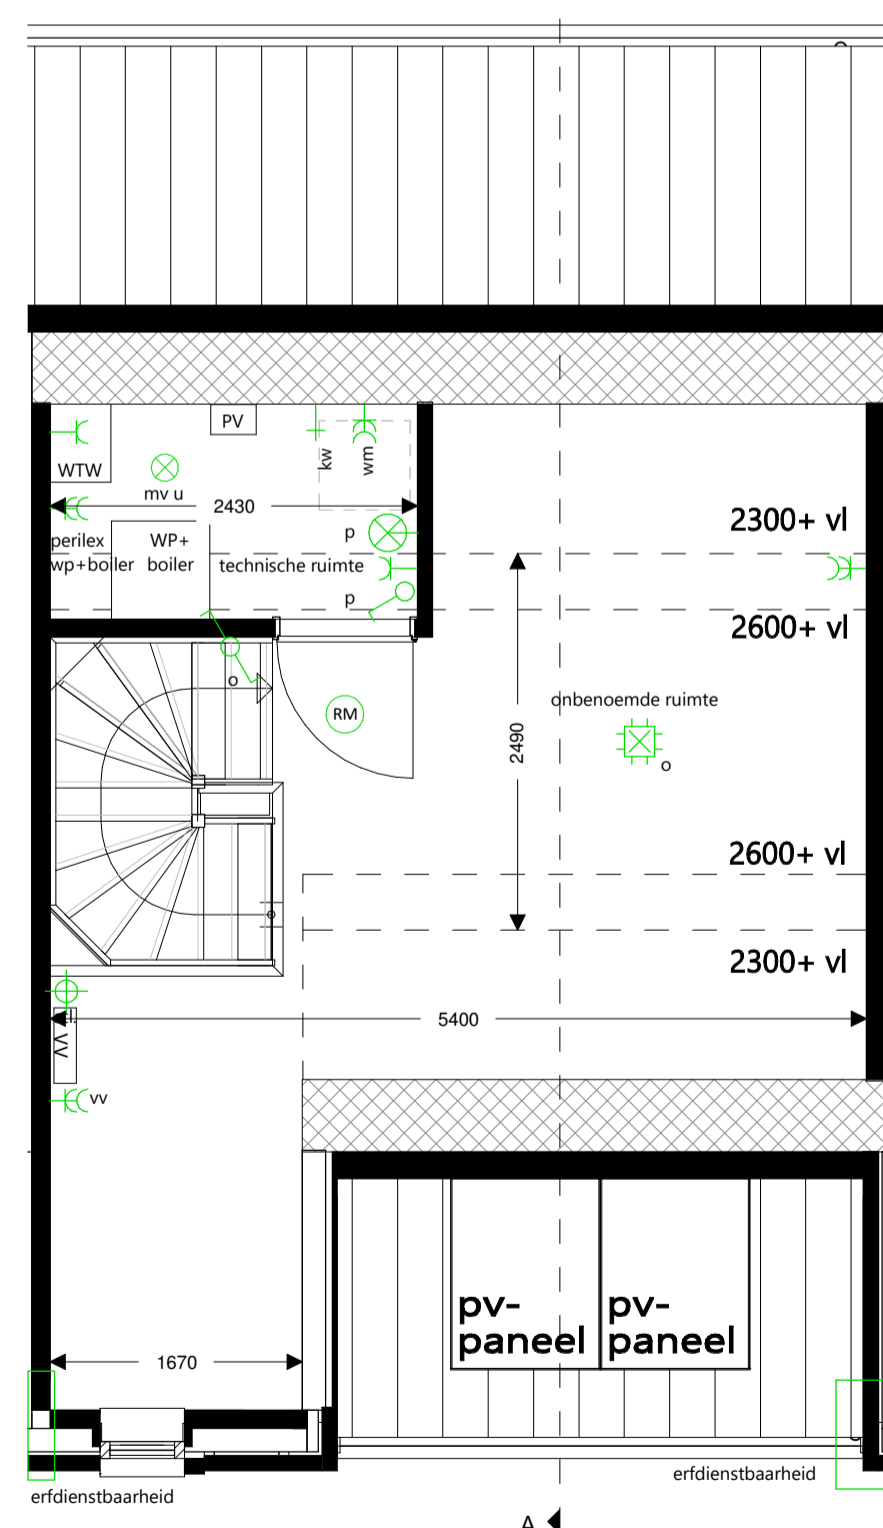 PV
kw
wm
WTW
mv u
2430
p
2300+ vl
perilex
wp+boiler
WP+
boiler
technische ruimte
p
2600+ vl
o
onbenoemde ruimte
RM
2490
o
2600+ vl
2300+ vl
5400
VV
vv
pv-
paneel
pv-
paneel
1670
erfdienstbaarheid
erfdienstbaarheid
A